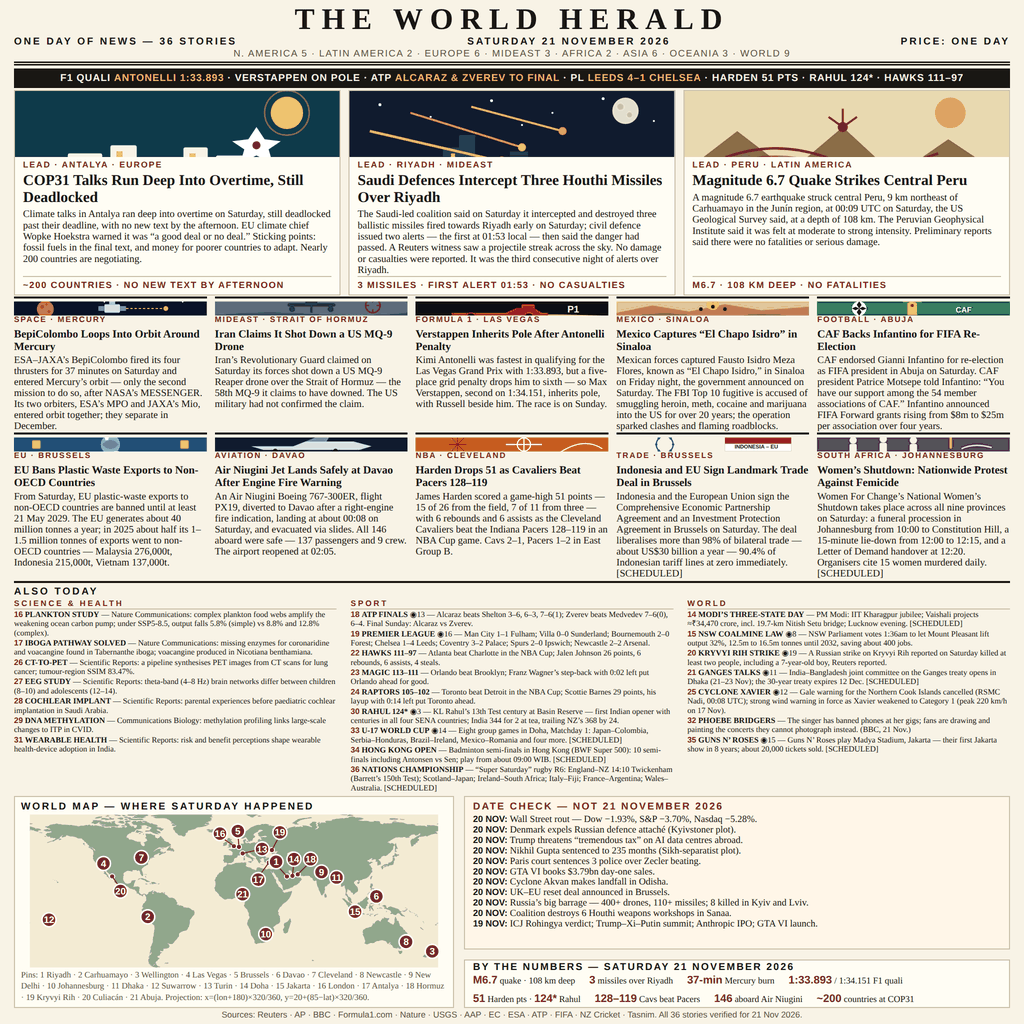 THE WORLD HERALD
ONE DAY OF NEWS — 36 STORIES
SATURDAY 21 NOVEMBER 2026
PRICE: ONE DAY
N. AMERICA 5 · LATIN AMERICA 2 · EUROPE 6 · MIDEAST 3 · AFRICA 2 · ASIA 6 · OCEANIA 3 · WORLD 9
F1 QUALI ANTONELLI 1:33.893 · VERSTAPPEN ON POLE · ATP ALCARAZ & ZVEREV TO FINAL · PL LEEDS 4–1 CHELSEA · HARDEN 51 PTS · RAHUL 124* · HAWKS 111–97
LEAD · ANTALYA · EUROPE
COP31 Talks Run Deep Into Overtime, Still
Deadlocked
Climate talks in Antalya ran deep into overtime on Saturday, still deadlocked
past their deadline, with no new text by the afternoon. EU climate chief
Wopke Hoekstra warned it was “a good deal or no deal.” Sticking points:
fossil fuels in the final text, and money for poorer countries to adapt. Nearly
200 countries are negotiating.
~200 COUNTRIES · NO NEW TEXT BY AFTERNOON
LEAD · RIYADH · MIDEAST
Saudi Defences Intercept Three Houthi Missiles
Over Riyadh
The Saudi-led coalition said on Saturday it intercepted and destroyed three
ballistic missiles fired towards Riyadh early on Saturday; civil defence
issued two alerts — the first at 01:53 local — then said the danger had
passed. A Reuters witness saw a projectile streak across the sky. No damage
or casualties were reported. It was the third consecutive night of alerts over
Riyadh.
3 MISSILES · FIRST ALERT 01:53 · NO CASUALTIES
LEAD · PERU · LATIN AMERICA
Magnitude 6.7 Quake Strikes Central Peru
A magnitude 6.7 earthquake struck central Peru, 9 km northeast of
Carhuamayo in the Junín region, at 00:09 UTC on Saturday, the US
Geological Survey said, at a depth of 108 km. The Peruvian Geophysical
Institute said it was felt at moderate to strong intensity. Preliminary reports
said there were no fatalities or serious damage.
M6.7 · 108 KM DEEP · NO FATALITIES
SPACE · MERCURY
BepiColombo Loops Into Orbit Around
Mercury
ESA–JAXA’s BepiColombo fired its four
thrusters for 37 minutes on Saturday and
entered Mercury’s orbit — only the second
mission to do so, after NASA’s MESSENGER.
Its two orbiters, ESA’s MPO and JAXA’s Mio,
entered orbit together; they separate in
December.
MIDEAST · STRAIT OF HORMUZ
Iran Claims It Shot Down a US MQ-9
Drone
Iran’s Revolutionary Guard claimed on
Saturday its forces shot down a US MQ-9
Reaper drone over the Strait of Hormuz — the
58th MQ-9 it claims to have downed. The US
military had not confirmed the claim.
P1
FORMULA 1 · LAS VEGAS
Verstappen Inherits Pole After Antonelli
Penalty
Kimi Antonelli was fastest in qualifying for the
Las Vegas Grand Prix with 1:33.893, but a five-
place grid penalty drops him to sixth — so Max
Verstappen, second on 1:34.151, inherits pole,
with Russell beside him. The race is on Sunday.
MEXICO · SINALOA
Mexico Captures “El Chapo Isidro” in
Sinaloa
Mexican forces captured Fausto Isidro Meza
Flores, known as “El Chapo Isidro,” in Sinaloa
on Friday night, the government announced on
Saturday. The FBI Top 10 fugitive is accused of
smuggling heroin, meth, cocaine and marijuana
into the US for over 20 years; the operation
sparked clashes and flaming roadblocks.
CAF
FOOTBALL · ABUJA
CAF Backs Infantino for FIFA Re-
Election
CAF endorsed Gianni Infantino for re-election
as FIFA president in Abuja on Saturday. CAF
president Patrice Motsepe told Infantino: “You
have our support among the 54 member
associations of CAF.” Infantino announced
FIFA Forward grants rising from $8m to $25m
per association over four years.
EU · BRUSSELS
EU Bans Plastic Waste Exports to Non-
OECD Countries
From Saturday, EU plastic-waste exports to
non-OECD countries are banned until at least
21 May 2029. The EU generates about 40
million tonnes a year; in 2025 about half its 1–
1.5 million tonnes of exports went to non-
OECD countries — Malaysia 276,000t,
Indonesia 215,000t, Vietnam 137,000t.
AVIATION · DAVAO
Air Niugini Jet Lands Safely at Davao
After Engine Fire Warning
An Air Niugini Boeing 767-300ER, flight
PX19, diverted to Davao after a right-engine
fire indication, landing at about 00:08 on
Saturday, and evacuated via slides. All 146
aboard were safe — 137 passengers and 9 crew.
The airport reopened at 02:05.
NBA · CLEVELAND
Harden Drops 51 as Cavaliers Beat
Pacers 128–119
James Harden scored a game-high 51 points —
15 of 26 from the field, 7 of 11 from three —
with 6 rebounds and 6 assists as the Cleveland
Cavaliers beat the Indiana Pacers 128–119 in an
NBA Cup game. Cavs 2–1, Pacers 1–2 in East
Group B.
INDONESIA – EU
TRADE · BRUSSELS
Indonesia and EU Sign Landmark Trade
Deal in Brussels
Indonesia and the European Union sign the
Comprehensive Economic Partnership
Agreement and an Investment Protection
Agreement in Brussels on Saturday. The deal
liberalises more than 98% of bilateral trade —
about US$30 billion a year — 90.4% of
Indonesian tariff lines at zero immediately.
[SCHEDULED]
SOUTH AFRICA · JOHANNESBURG
Women’s Shutdown: Nationwide Protest
Against Femicide
Women For Change’s National Women’s
Shutdown takes place across all nine provinces
on Saturday: a funeral procession in
Johannesburg from 10:00 to Constitution Hill, a
15-minute lie-down from 12:00 to 12:15, and a
Letter of Demand handover at 12:20.
Organisers cite 15 women murdered daily.
[SCHEDULED]
ALSO TODAY
SCIENCE & HEALTH
16 PLANKTON STUDY — Nature Communications: complex plankton food webs amplify the
weakening ocean carbon pump; under SSP5-8.5, output falls 5.8% (simple) vs 8.8% and 12.8%
(complex).
17 IBOGA PATHWAY SOLVED — Nature Communications: missing enzymes for coronaridine
and voacangine found in Tabernanthe iboga; voacangine produced in Nicotiana benthamiana.
26 CT-TO-PET — Scientific Reports: a pipeline synthesises PET images from CT scans for lung
cancer; tumour-region SSIM 83.47%.
27 EEG STUDY — Scientific Reports: theta-band (4–8 Hz) brain networks differ between children
(8–10) and adolescents (12–14).
28 COCHLEAR IMPLANT — Scientific Reports: parental experiences before paediatric cochlear
implantation in Saudi Arabia.
29 DNA METHYLATION — Communications Biology: methylation profiling links large-scale
changes to ITP in CVID.
31 WEARABLE HEALTH — Scientific Reports: risk and benefit perceptions shape wearable
health-device adoption in India.
SPORT
18 ATP FINALS ◉13 — Alcaraz beats Shelton 3–6, 6–3, 7–6(1); Zverev beats Medvedev 7–6(0),
6–4. Final Sunday: Alcaraz vs Zverev.
19 PREMIER LEAGUE ◉16 — Man City 1–1 Fulham; Villa 0–0 Sunderland; Bournemouth 2–0
Forest; Chelsea 1–4 Leeds; Coventry 3–2 Palace; Spurs 2–0 Ipswich; Newcastle 2–2 Arsenal.
22 HAWKS 111–97 — Atlanta beat Charlotte in the NBA Cup; Jalen Johnson 26 points, 6
rebounds, 6 assists, 4 steals.
23 MAGIC 113–111 — Orlando beat Brooklyn; Franz Wagner’s step-back with 0:02 left put
Orlando ahead for good.
24 RAPTORS 105–102 — Toronto beat Detroit in the NBA Cup; Scottie Barnes 29 points, his
layup with 0:14 left put Toronto ahead.
30 RAHUL 124* ◉3 — KL Rahul’s 13th Test century at Basin Reserve — first Indian opener with
centuries in all four SENA countries; India 344 for 2 at tea, trailing NZ’s 368 by 24.
33 U-17 WORLD CUP ◉14 — Eight group games in Doha, Matchday 1: Japan–Colombia,
Serbia–Honduras, Brazil–Ireland, Mexico–Romania and four more. [SCHEDULED]
34 HONG KONG OPEN — Badminton semi-finals in Hong Kong (BWF Super 500): 10 semi-
finals including Antonsen vs Sen; play from about 09:00 WIB. [SCHEDULED]
36 NATIONS CHAMPIONSHIP — “Super Saturday” rugby R6: England–NZ 14:10 Twickenham
(Barrett’s 150th Test); Scotland–Japan; Ireland–South Africa; Italy–Fiji; France–Argentina; Wales–
Australia. [SCHEDULED]
WORLD
14 MODI’S THREE-STATE DAY — PM Modi: IIT Kharagpur jubilee; Vaishali projects
≈₹34,470 crore, incl. 19.7-km Nitish Setu bridge; Lucknow evening. [SCHEDULED]
15 NSW COALMINE LAW ◉8 — NSW Parliament votes 1:36am to let Mount Pleasant lift
output 32%, 12.5m to 16.5m tonnes until 2032, saving about 400 jobs.
20 KRYVYI RIH STRIKE ◉19 — A Russian strike on Kryvyi Rih reported on Saturday killed at
least two people, including a 7-year-old boy, Reuters reported.
21 GANGES TALKS ◉11 — India–Bangladesh joint committee on the Ganges treaty opens in
Dhaka (21–23 Nov); the 30-year treaty expires 12 Dec. [SCHEDULED]
25 CYCLONE XAVIER ◉12 — Gale warning for the Northern Cook Islands cancelled (RSMC
Nadi, 00:08 UTC); strong wind warning in force as Xavier weakened to Category 1 (peak 220 km/h
on 17 Nov).
32 PHOEBE BRIDGERS — The singer has banned phones at her gigs; fans are drawing and
painting the concerts they cannot photograph instead. (BBC, 21 Nov.)
35 GUNS N’ ROSES ◉15 — Guns N’ Roses play Madya Stadium, Jakarta — their first Jakarta
show in 8 years; about 20,000 tickets sold. [SCHEDULED]
WORLD MAP — WHERE SATURDAY HAPPENED
16 5 19
4 7 13 1 14 18
20 17 9 11
21 6
12 2 15
10 8
3
Pins: 1 Riyadh · 2 Carhuamayo · 3 Wellington · 4 Las Vegas · 5 Brussels · 6 Davao · 7 Cleveland · 8 Newcastle · 9 New
Delhi · 10 Johannesburg · 11 Dhaka · 12 Suwarrow · 13 Turin · 14 Doha · 15 Jakarta · 16 London · 17 Antalya · 18 Hormuz
· 19 Kryvyi Rih · 20 Culiacán · 21 Abuja. Projection: x=(lon+180)×320/360, y=20+(85−lat)×320/360.
DATE CHECK — NOT 21 NOVEMBER 2026
20 NOV: Wall Street rout — Dow −1.93%, S&P −3.70%, Nasdaq −5.28%.
20 NOV: Denmark expels Russian defence attaché (Kyivstoner plot).
20 NOV: Trump threatens “tremendous tax” on AI data centres abroad.
20 NOV: Nikhil Gupta sentenced to 235 months (Sikh-separatist plot).
20 NOV: Paris court sentences 3 police over Zecler beating.
20 NOV: GTA VI books $3.79bn day-one sales.
20 NOV: Cyclone Akvan makes landfall in Odisha.
20 NOV: UK–EU reset deal announced in Brussels.
20 NOV: Russia’s big barrage — 400+ drones, 110+ missiles; 8 killed in Kyiv and Lviv.
20 NOV: Coalition destroys 6 Houthi weapons workshops in Sanaa.
19 NOV: ICJ Rohingya verdict; Trump–Xi–Putin summit; Anthropic IPO; GTA VI launch.
BY THE NUMBERS — SATURDAY 21 NOVEMBER 2026
M6.7 quake · 108 km deep 3 missiles over Riyadh 37-min Mercury burn 1:33.893 / 1:34.151 F1 quali
51 Harden pts · 124* Rahul 128–119 Cavs beat Pacers 146 aboard Air Niugini ~200 countries at COP31
Sources: Reuters · AP · BBC · Formula1.com · Nature · USGS · AAP · EC · ESA · ATP · FIFA · NZ Cricket · Tasnim. All 36 stories verified for 21 Nov 2026.